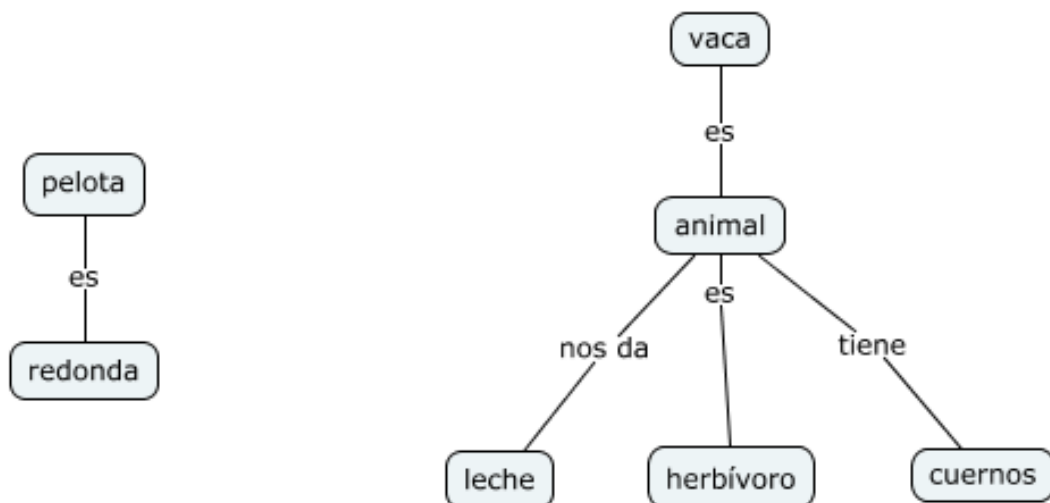 pelota
es
redonda
vaca
es
animal
nos da
es
tiene
leche
herbívoro
cuernos